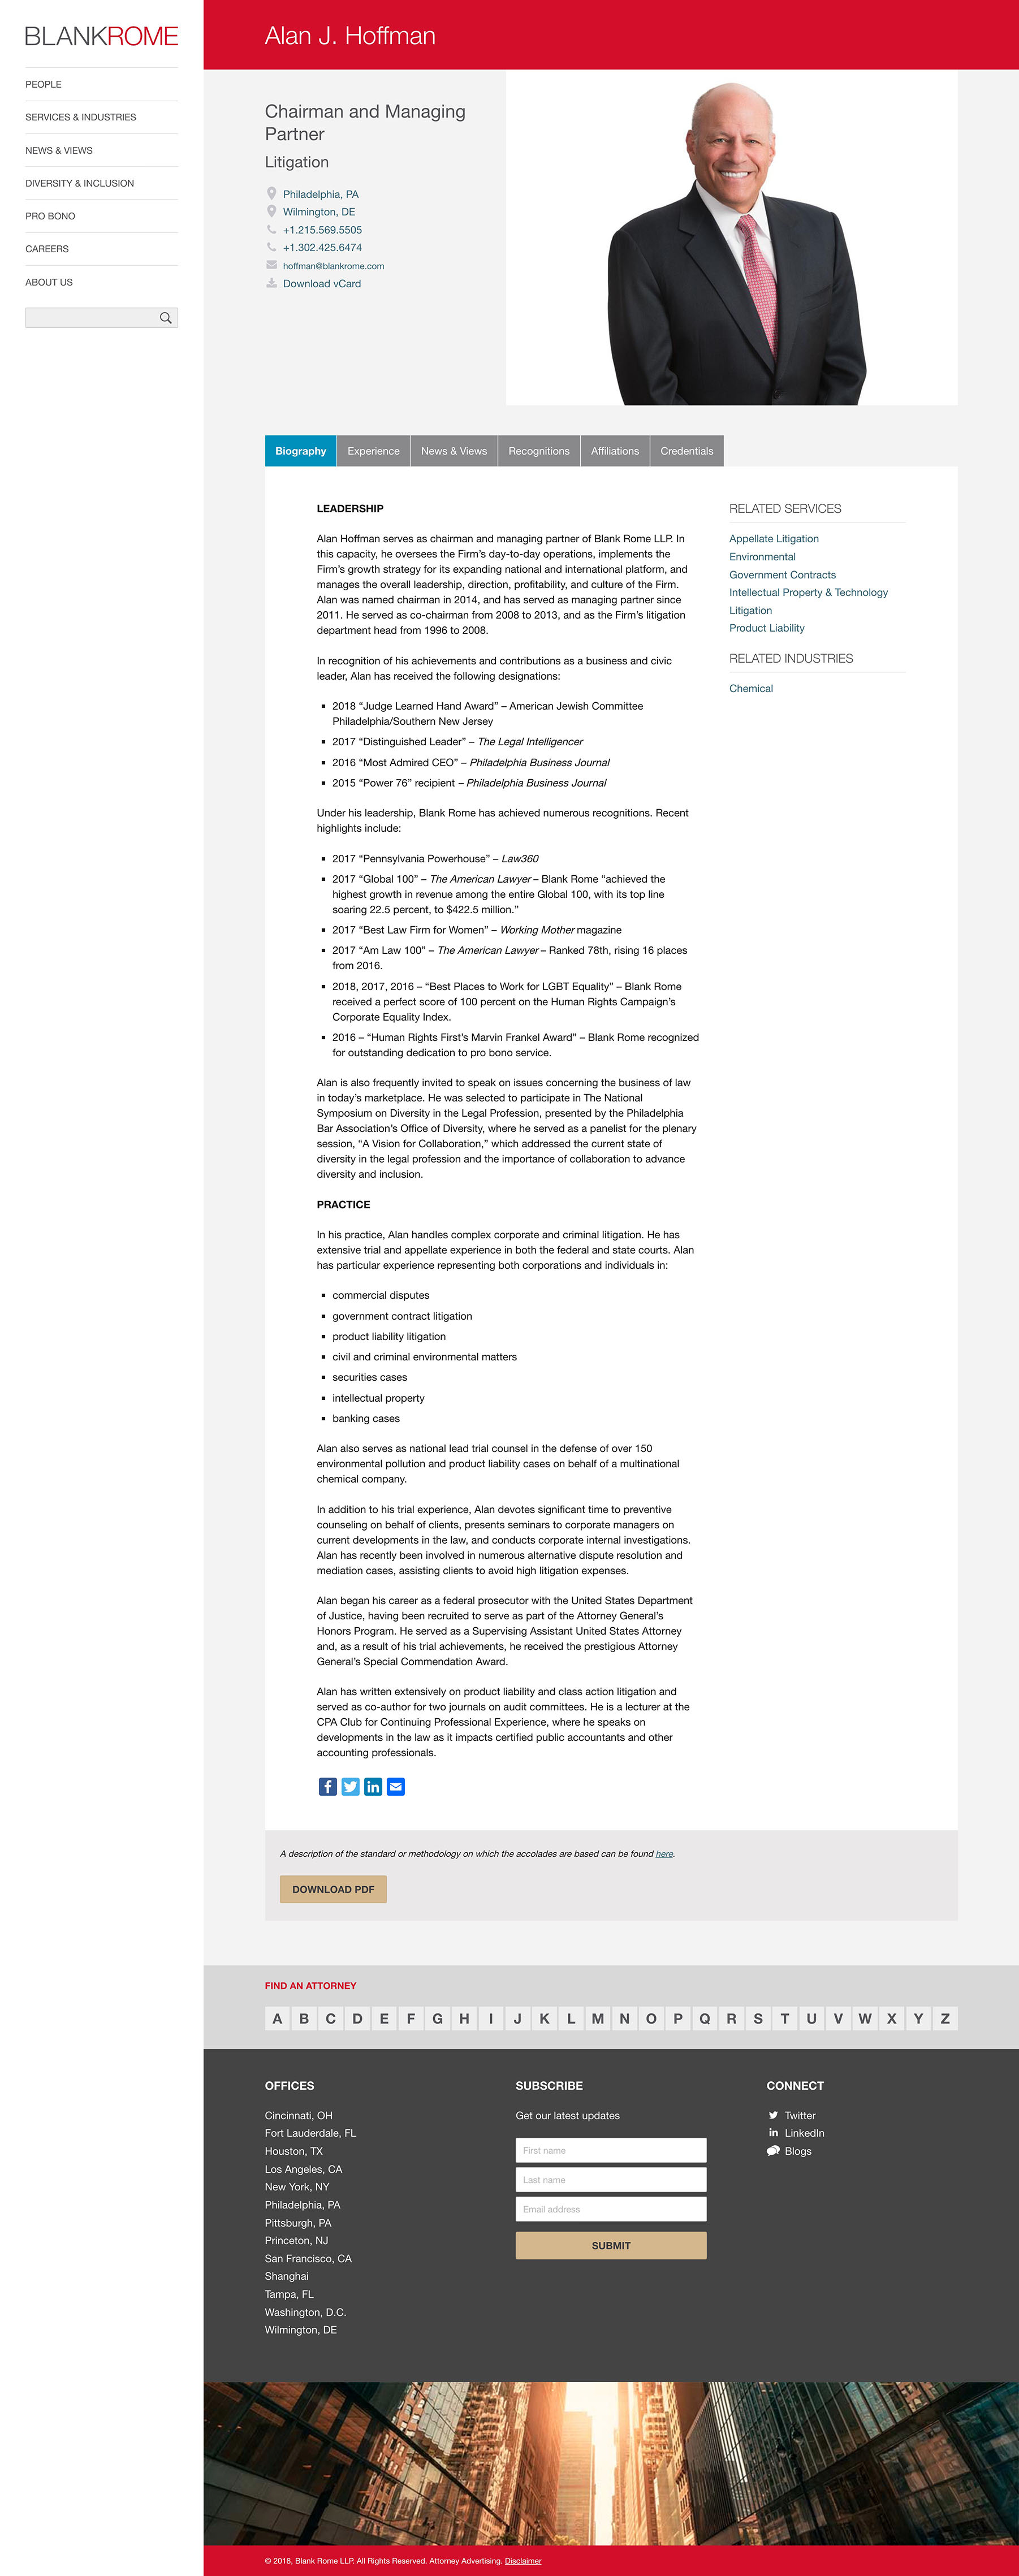 BLANKROME
PEOPLE
SERVICES & INDUSTRIES
NEWS & VIEWS
DIVERSITY & INCLUSION
PRO BONO
CAREERS
ABOUT US
Alan J. Hoffman
Chairman and Managing
Partner
Litigation
Philadelphia, PA
Wilmington, DE
+1.215.569.5505
+1.302.425.6474
hoffman@blankrome.com
Download vCard
Biography Experience News & Views Recognitions Affiliations Credentials
LEADERSHIP
Alan Hoffman serves as chairman and managing partner of Blank Rome LLP. In
this capacity, he oversees the Firm’s day-to-day operations, implements the
Firm’s growth strategy for its expanding national and international platform, and
manages the overall leadership, direction, profitability, and culture of the Firm.
Alan was named chairman in 2014, and has served as managing partner since
2011. He served as co-chairman from 2008 to 2013, and as the Firm’s litigation
department head from 1996 to 2008.
In recognition of his achievements and contributions as a business and civic
leader, Alan has received the following designations:
▪ 2018 “Judge Learned Hand Award” – American Jewish Committee
Philadelphia/Southern New Jersey
▪ 2017 “Distinguished Leader” – The Legal Intelligencer
▪ 2016 “Most Admired CEO” – Philadelphia Business Journal
▪ 2015 “Power 76” recipient – Philadelphia Business Journal
Under his leadership, Blank Rome has achieved numerous recognitions. Recent
highlights include:
▪ 2017 “Pennsylvania Powerhouse” – Law360
▪ 2017 “Global 100” – The American Lawyer – Blank Rome “achieved the
highest growth in revenue among the entire Global 100, with its top line
soaring 22.5 percent, to $422.5 million.”
▪ 2017 “Best Law Firm for Women” – Working Mother magazine
▪ 2017 “Am Law 100” – The American Lawyer – Ranked 78th, rising 16 places
from 2016.
▪ 2018, 2017, 2016 – “Best Places to Work for LGBT Equality” – Blank Rome
received a perfect score of 100 percent on the Human Rights Campaign’s
Corporate Equality Index.
▪ 2016 – “Human Rights First’s Marvin Frankel Award” – Blank Rome recognized
for outstanding dedication to pro bono service.
Alan is also frequently invited to speak on issues concerning the business of law
in today’s marketplace. He was selected to participate in The National
Symposium on Diversity in the Legal Profession, presented by the Philadelphia
Bar Association’s Office of Diversity, where he served as a panelist for the plenary
session, “A Vision for Collaboration,” which addressed the current state of
diversity in the legal profession and the importance of collaboration to advance
diversity and inclusion.
PRACTICE
In his practice, Alan handles complex corporate and criminal litigation. He has
extensive trial and appellate experience in both the federal and state courts. Alan
has particular experience representing both corporations and individuals in:
▪ commercial disputes
▪ government contract litigation
▪ product liability litigation
▪ civil and criminal environmental matters
▪ securities cases
▪ intellectual property
▪ banking cases
Alan also serves as national lead trial counsel in the defense of over 150
environmental pollution and product liability cases on behalf of a multinational
chemical company.
In addition to his trial experience, Alan devotes significant time to preventive
counseling on behalf of clients, presents seminars to corporate managers on
current developments in the law, and conducts corporate internal investigations.
Alan has recently been involved in numerous alternative dispute resolution and
mediation cases, assisting clients to avoid high litigation expenses.
Alan began his career as a federal prosecutor with the United States Department
of Justice, having been recruited to serve as part of the Attorney General’s
Honors Program. He served as a Supervising Assistant United States Attorney
and, as a result of his trial achievements, he received the prestigious Attorney
General’s Special Commendation Award.
Alan has written extensively on product liability and class action litigation and
served as co-author for two journals on audit committees. He is a lecturer at the
CPA Club for Continuing Professional Experience, where he speaks on
developments in the law as it impacts certified public accountants and other
accounting professionals.
RELATED SERVICES
Appellate Litigation
Environmental
Government Contracts
Intellectual Property & Technology
Litigation
Product Liability
RELATED INDUSTRIES
Chemical
A description of the standard or methodology on which the accolades are based can be found here.
DOWNLOAD PDF
FIND AN ATTORNEY
A B C D E F G H I J K L M N O P Q R S T U V W X Y Z
OFFICES
Cincinnati, OH
Fort Lauderdale, FL
Houston, TX
Los Angeles, CA
New York, NY
Philadelphia, PA
Pittsburgh, PA
Princeton, NJ
San Francisco, CA
Shanghai
Tampa, FL
Washington, D.C.
Wilmington, DE
SUBSCRIBE
Get our latest updates
First name
Last name
Email address
SUBMIT
CONNECT
Twitter
LinkedIn
Blogs
© 2018, Blank Rome LLP. All Rights Reserved. Attorney Advertising. Disclaimer